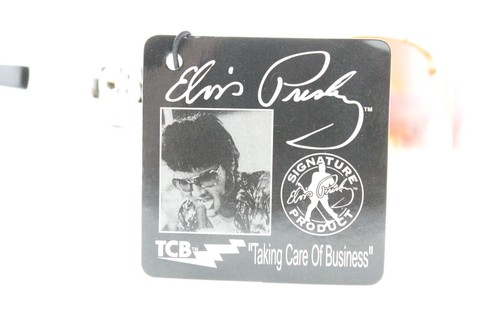 Elvis Presley™
SIGNATURE
Elvis Presley
PRODUCT
TCB™ "Taking Care Of Business"